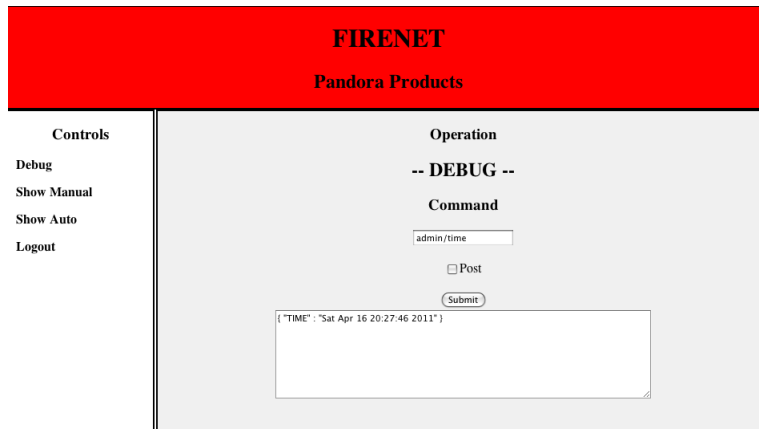 FIRENET
Pandora Products
Controls
Debug
Show Manual
Show Auto
Logout
Operation
-- DEBUG --
Command
admin/time
Post
Submit
{ "TIME" : "Sat Apr 16 20:27:46 2011" }